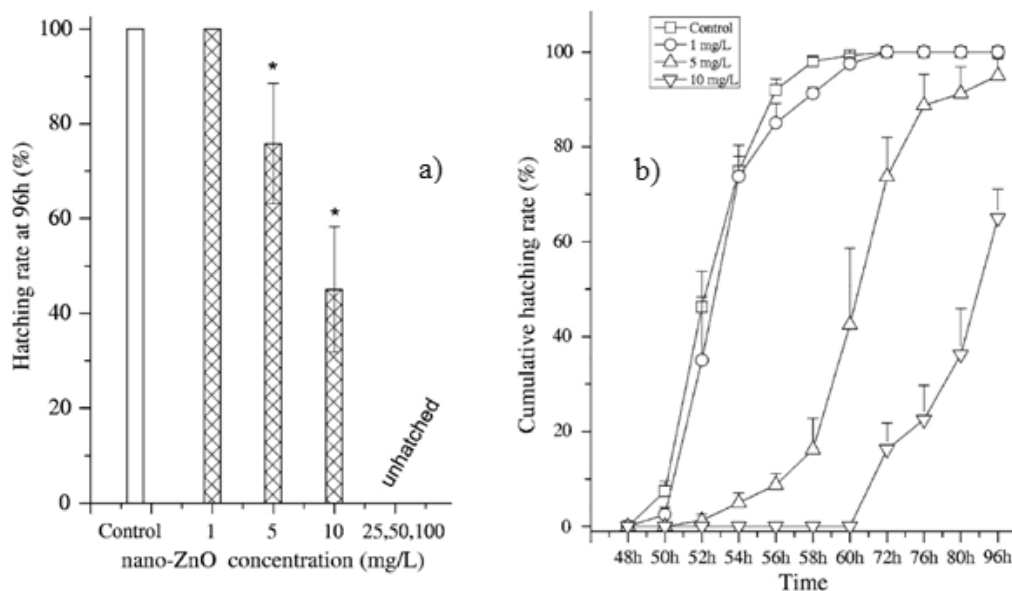 Hatching rate at 96h (%)
100
80
60
40
20
0
*
*
a)
unhatched
Control 1 5 10 25,50,100
nano-ZnO concentration (mg/L)
Cumulative hatching rate (%)
100
80
60
40
20
0
Control
1 mg/L
5 mg/L
10 mg/L
b)
48h 50h 52h 54h 56h 58h 60h 72h 76h 80h 96h
Time